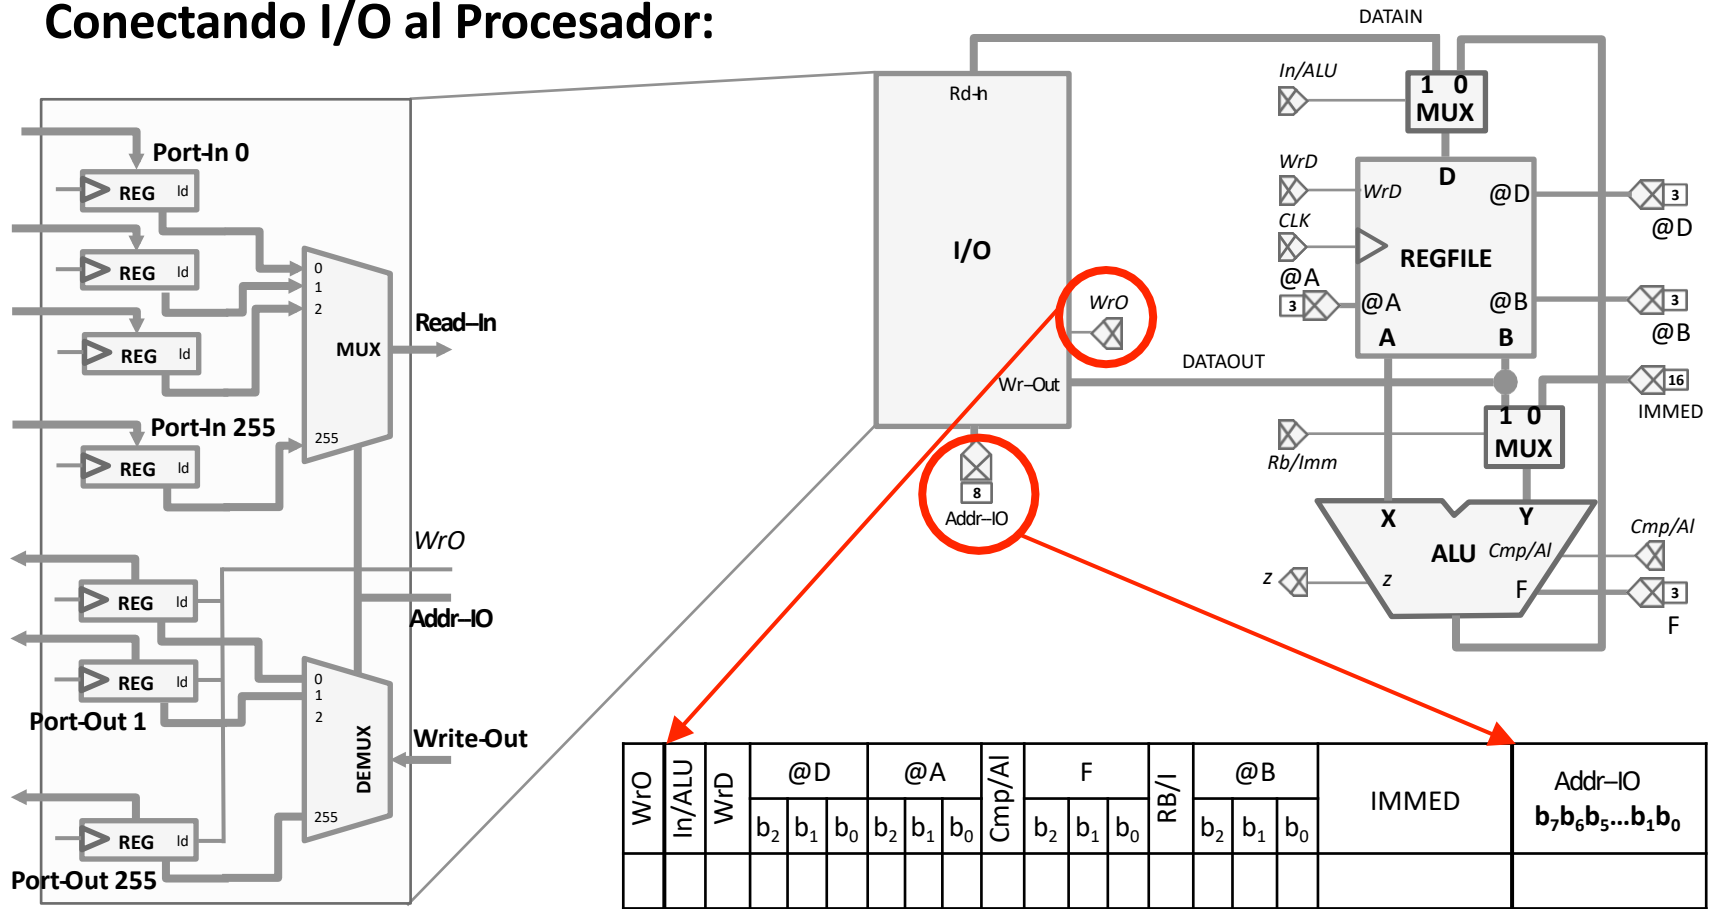 Conectando I/O al Procesador:
Port-In 0
REG ld
REG ld
REG ld
Port-In 255
REG ld
0
1
2
255
MUX
Read-In
WrO
Addr-IO
REG ld
REG ld
Port-Out 1
REG ld
Port-Out 255
0
1
2
255
DEMUX
Write-Out
Rd-In
I/O
WrO
Wr-Out
8
Addr-IO
DATAIN
DATAOUT
In/ALU
1 0
MUX
WrD
CLK
@A
3
D
WrD
@D
REGFILE
@A
@B
A B
3
@D
3
@B
16
IMMED
1 0
MUX
Rb/Imm
X Y
ALU
Cmp/Al
z
F
z
Cmp/Al
3
F
WrO In/ALU WrD @D @A Cmp/Al F RB/I @B IMMED Addr-IO
b2 b1 b0 b2 b1 b0 b2 b1 b0 b2 b1 b0 b7b6b5...b1b0